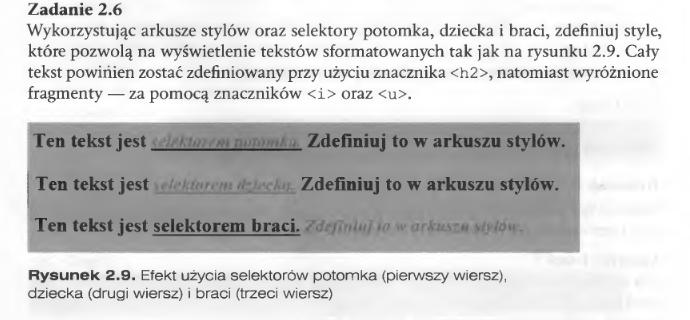 Zadanie 2.6
Wykorzystując arkusze stylów oraz selektory potomka, dziecka i braci, zdefiniuj style,
które pozwolą na wyświetlenie tekstów sformatowanych tak jak na rysunku 2.9. Cały
tekst powinien zostać zdefiniowany przy użyciu znacznika <h2>, natomiast wyróżnione
fragmenty — za pomocą znaczników <i> oraz <u>.
Ten tekst jest selektorem potomka. Zdefiniuj to w arkuszu stylów.
Ten tekst jest selektorem dziecka. Zdefiniuj to w arkuszu stylów.
Ten tekst jest selektorem braci. Zdefiniuj to w arkuszu stylów.
Rysunek 2.9. Efekt użycia selektorów potomka (pierwszy wiersz),
dziecka (drugi wiersz) i braci (trzeci wiersz)